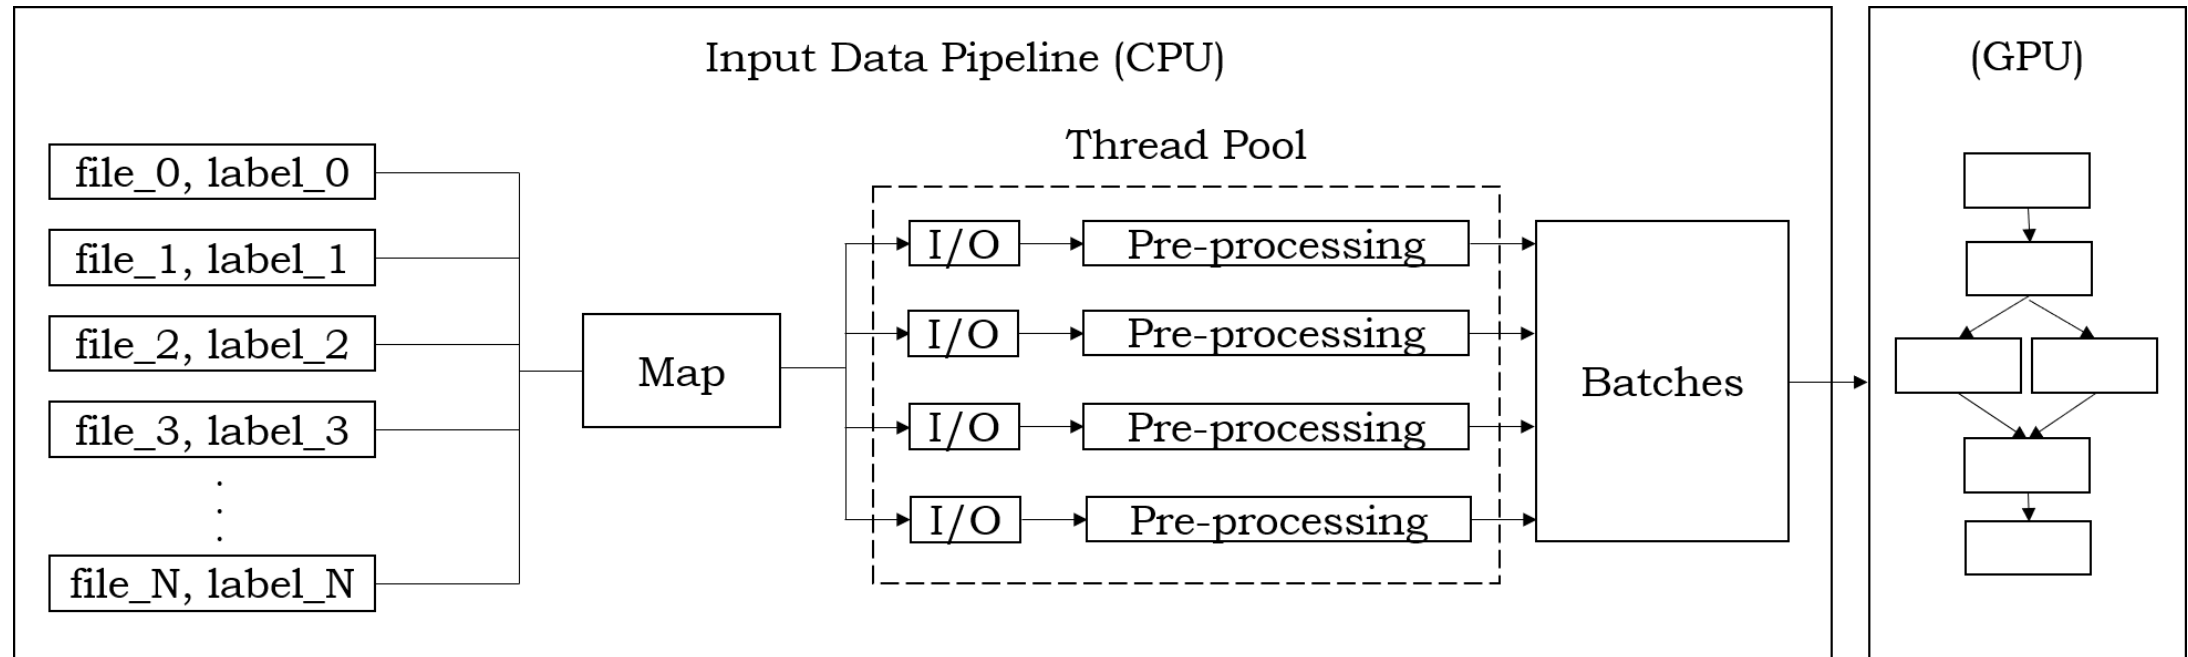 Input Data Pipeline (CPU)
(GPU)
Thread Pool
file_0, label_0
file_1, label_1
file_2, label_2
file_3, label_3
.
.
.
file_N, label_N
Map
I/O
Pre-processing
I/O
Pre-processing
I/O
Pre-processing
I/O
Pre-processing
Batches